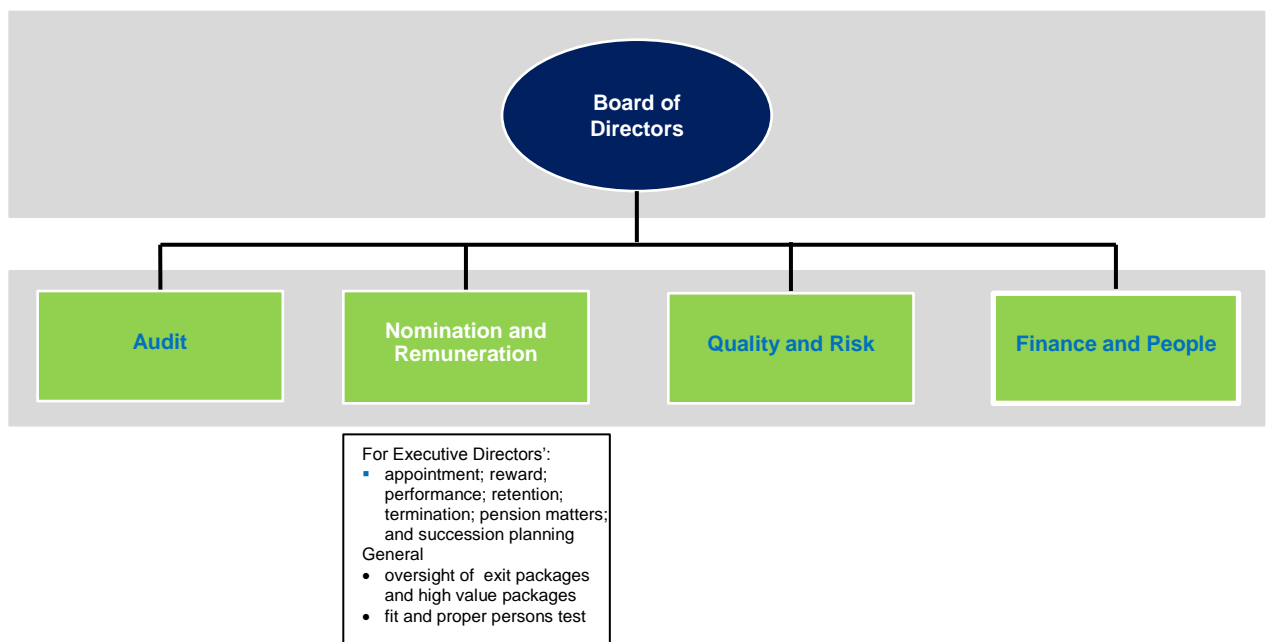 Board of
Directors
Audit
Nomination and
Remuneration
Quality and Risk
Finance and People
For Executive Directors’:
▪ appointment; reward;
performance; retention;
termination; pension matters;
and succession planning
General
• oversight of exit packages
and high value packages
• fit and proper persons test